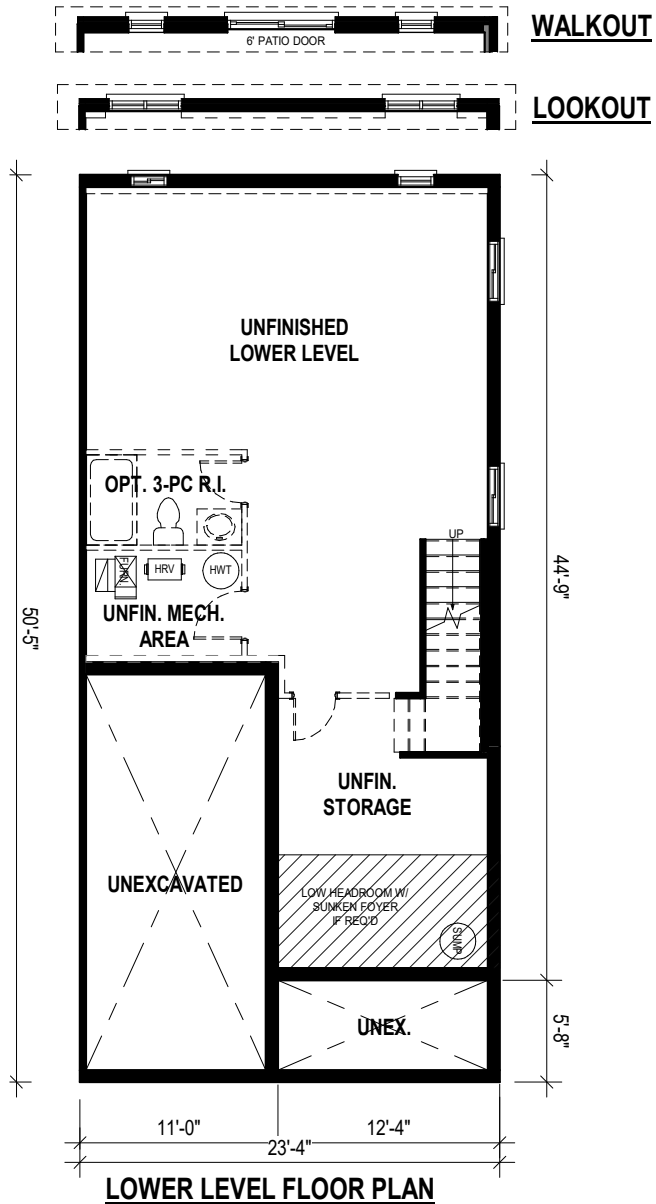 WALKOUT
6' PATIO DOOR
LOOKOUT
UNFINISHED
LOWER LEVEL
OPT. 3-PC R.I.
UP
FURN.
HRV
HWT
UNFIN. MECH.
AREA
50'-5"
44'-9"
UNFIN.
STORAGE
UNEXCAVATED
LOW HEADROOM W/
SUNKEN FOYER
IF REQ'D
SUMP
UNEX.
5'-8"
11'-0"
12'-4"
23'-4"
LOWER LEVEL FLOOR PLAN